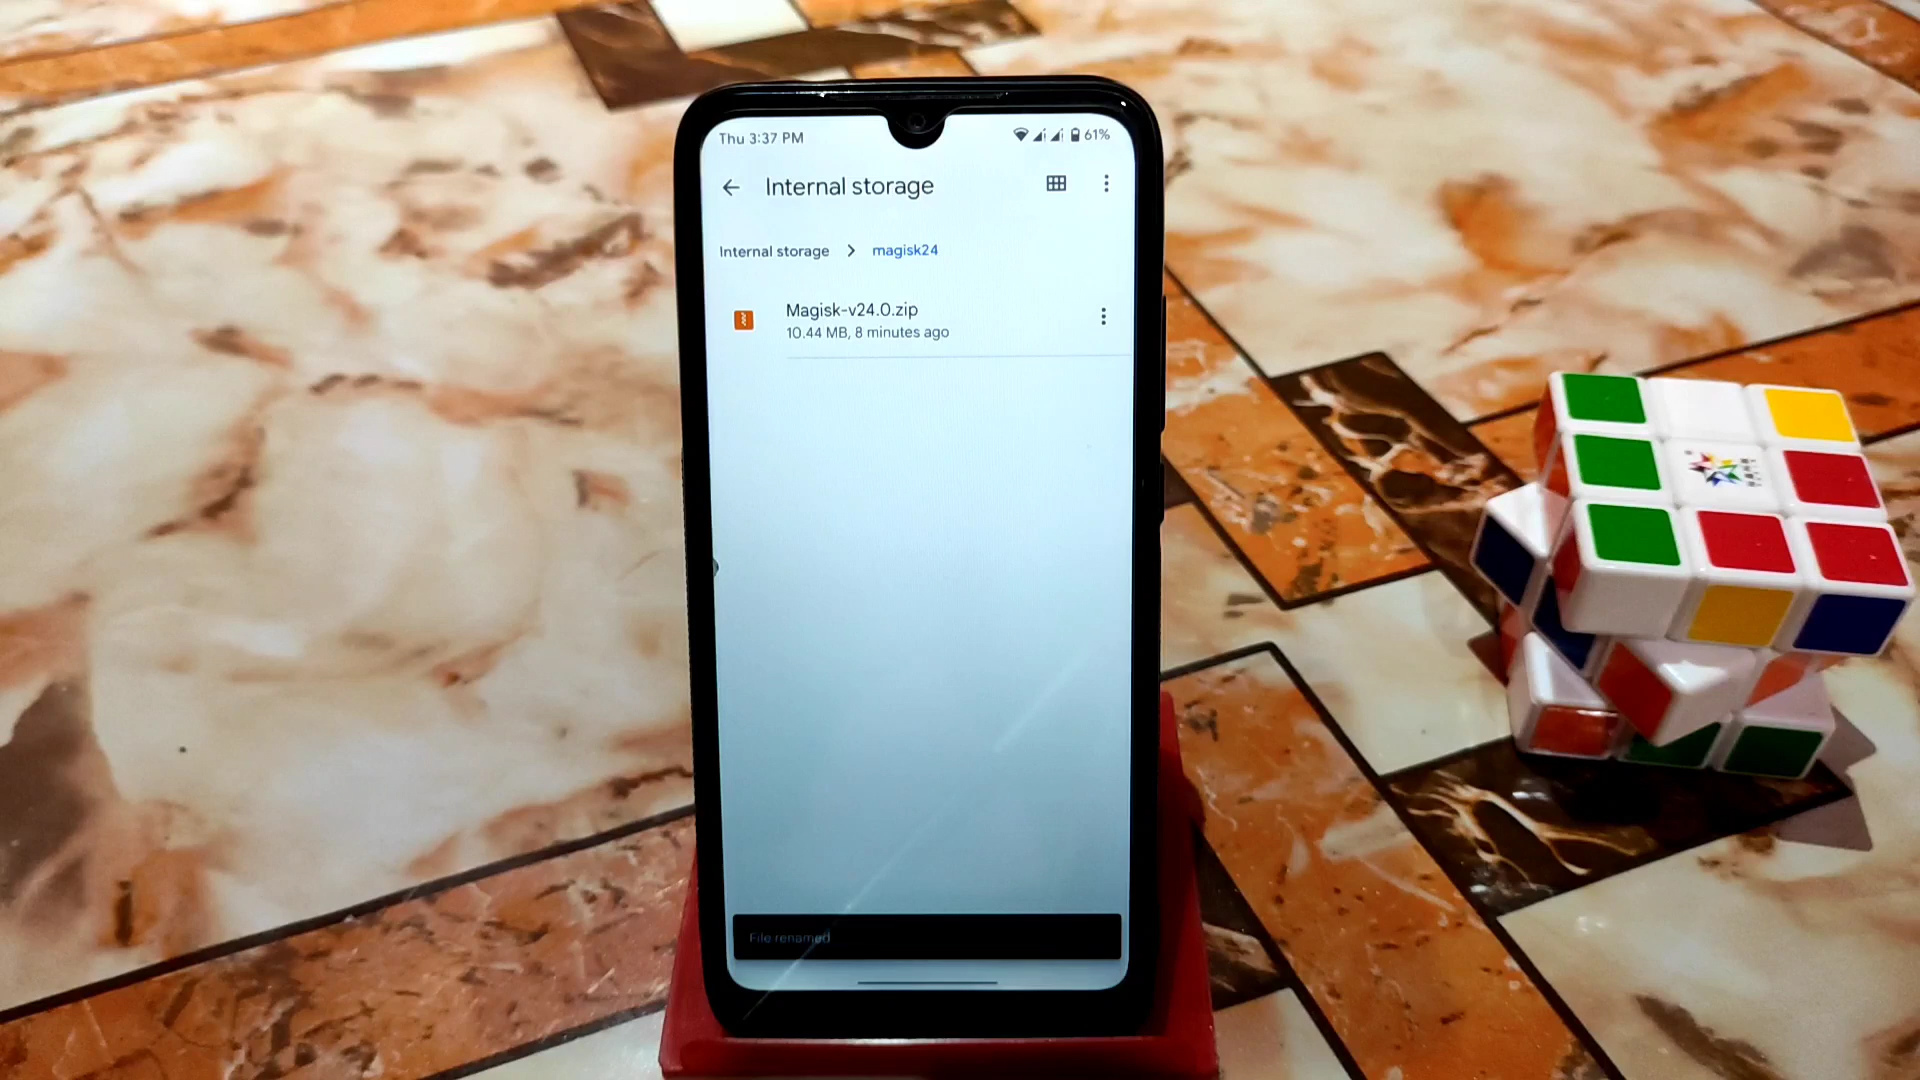 Thu 3:37 PM
61%
Internal storage
Internal storage
magisk24
Magisk-v24.0.zip
10.44 MB, 8 minutes ago
File renamed